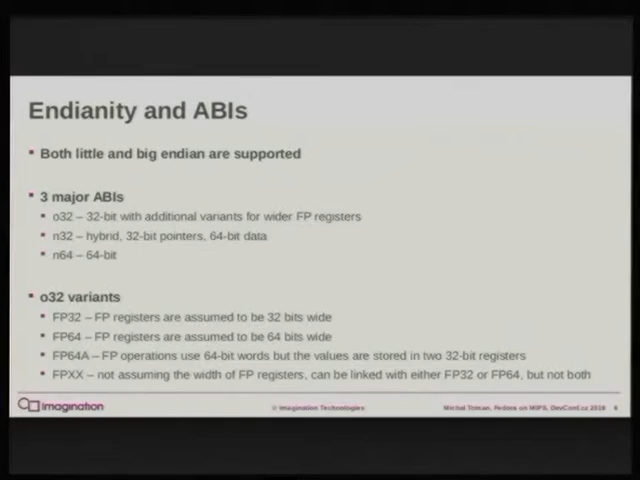 Endianity and ABIs
Both little and big endian are supported
3 major ABIs
o32 – 32-bit with additional variants for wider FP registers
n32 – hybrid, 32-bit pointers, 64-bit data
n64 – 64-bit
o32 variants
FP32 – FP registers are assumed to be 32 bits wide
FP64 – FP registers are assumed to be 64 bits wide
FP64A – FP operations use 64-bit words but the values are stored in two 32-bit registers
FPXX – not assuming the width of FP registers, can be linked with either FP32 or FP64, but not both
imagination
© Imagination Technologies
Michal Toman, Fedora on MIPS, DevConf.cz 2016